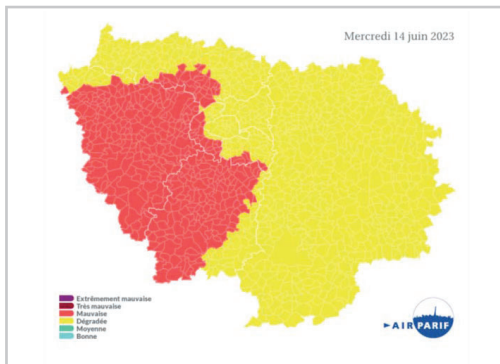 Mercredi 14 juin 2023
Extrêmement mauvaise
Très mauvaise
Mauvaise
Dégradée
Moyenne
Bonne
AIRPARIF